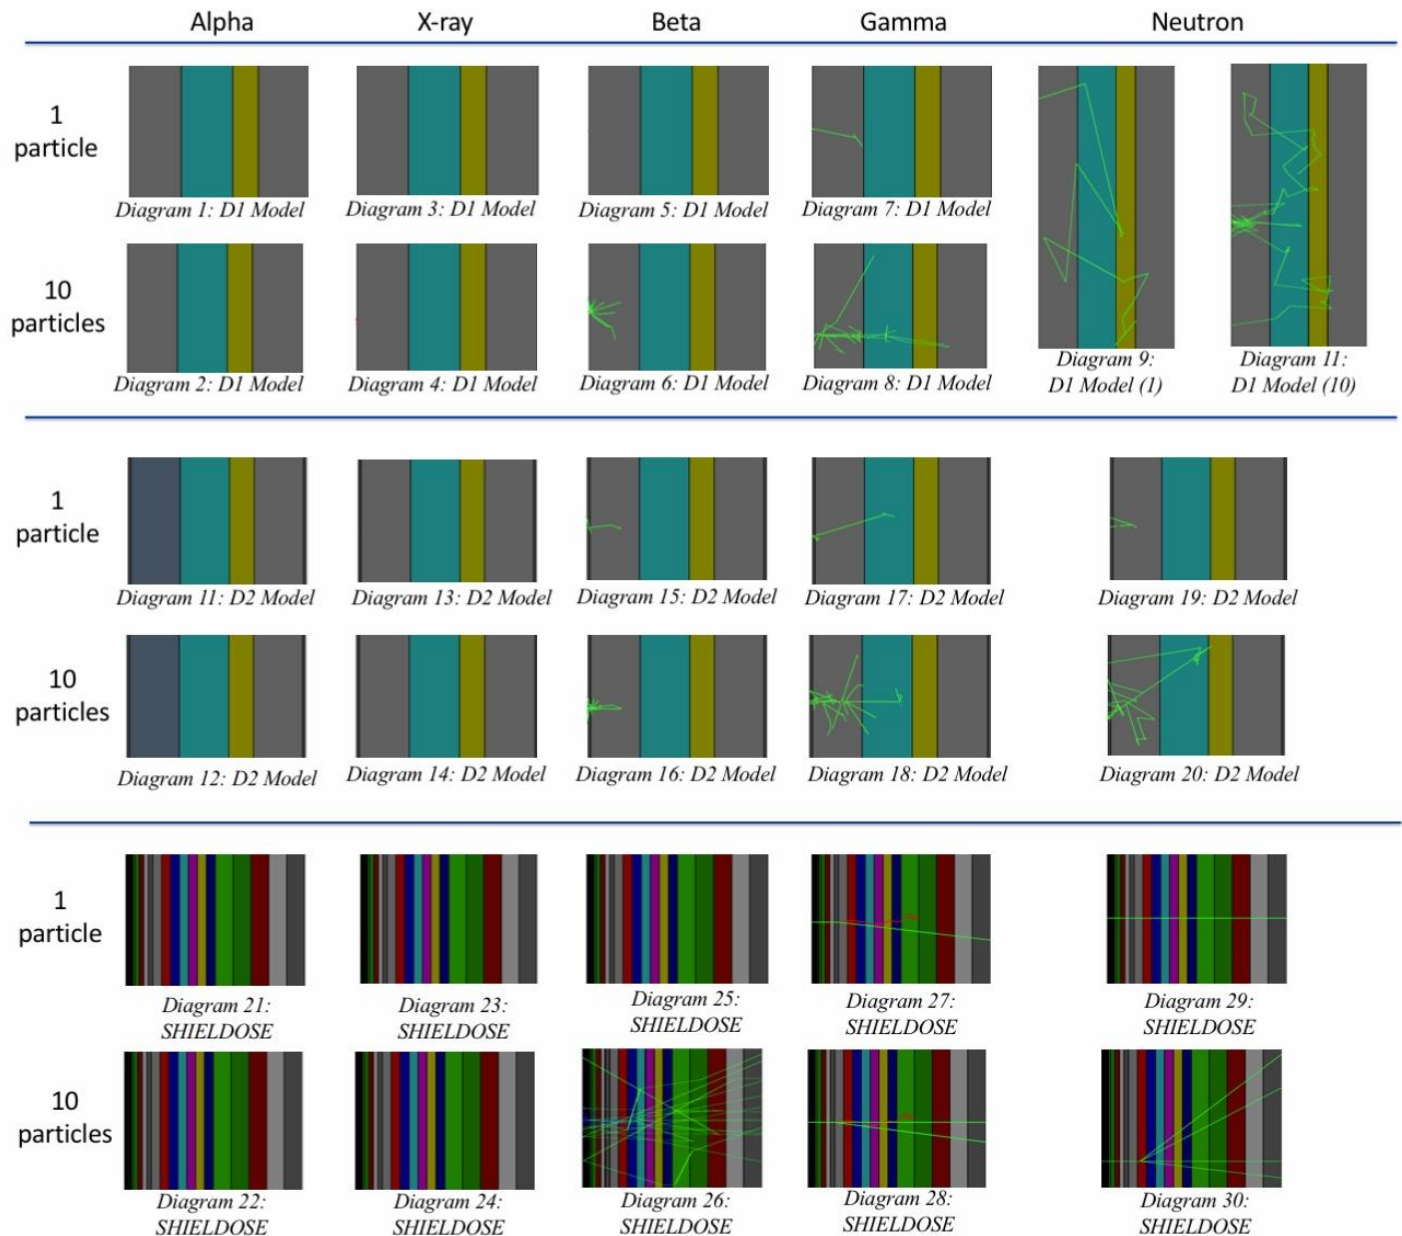 Alpha X-ray Beta Gamma Neutron
1
particle
Diagram 1: D1 Model Diagram 3: D1 Model Diagram 5: D1 Model Diagram 7: D1 Model
10
particles
Diagram 2: D1 Model Diagram 4: D1 Model Diagram 6: D1 Model Diagram 8: D1 Model
Diagram 9:
D1 Model (1)
Diagram 11:
D1 Model (10)
1
particle
Diagram 11: D2 Model Diagram 13: D2 Model Diagram 15: D2 Model Diagram 17: D2 Model Diagram 19: D2 Model
10
particles
Diagram 12: D2 Model Diagram 14: D2 Model Diagram 16: D2 Model Diagram 18: D2 Model Diagram 20: D2 Model
1
particle
Diagram 21:
SHIELDOSE
Diagram 23:
SHIELDOSE
Diagram 25:
SHIELDOSE
Diagram 27:
SHIELDOSE
Diagram 29:
SHIELDOSE
10
particles
Diagram 22:
SHIELDOSE
Diagram 24:
SHIELDOSE
Diagram 26:
SHIELDOSE
Diagram 28:
SHIELDOSE
Diagram 30:
SHIELDOSE